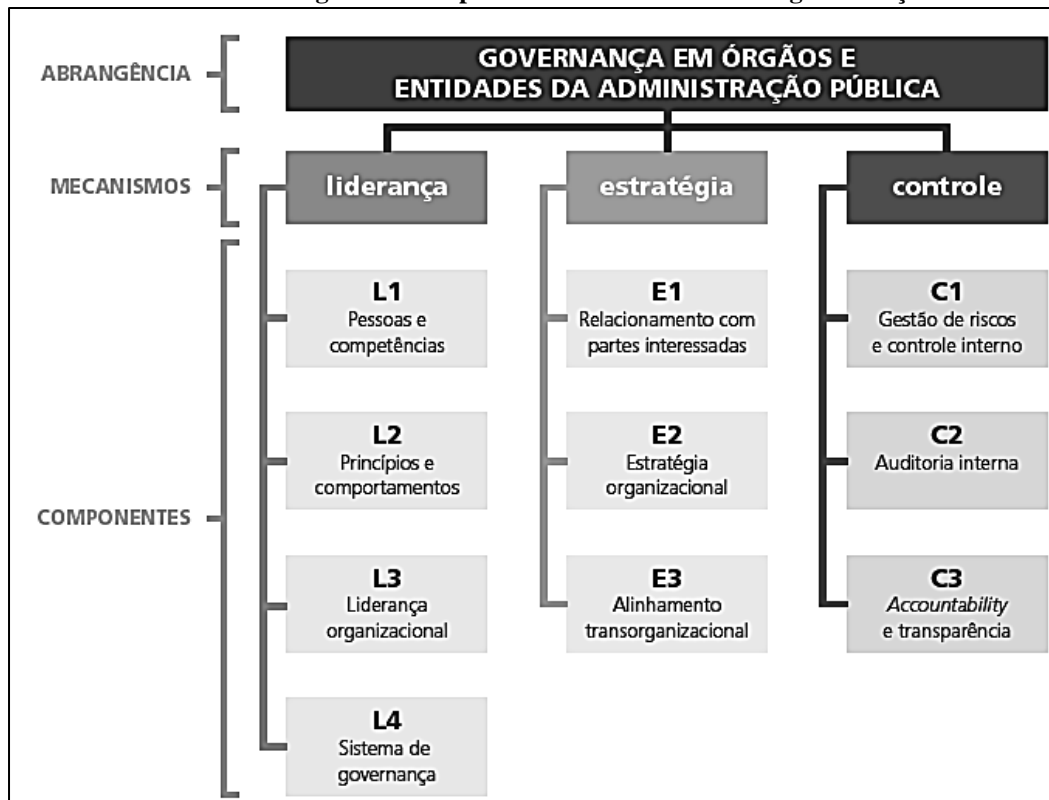 GOVERNANÇA EM ÓRGÃOS E
ENTIDADES DA ADMINISTRAÇÃO PÚBLICA
ABRANGÊNCIA
MECANISMOS
liderança
estratégia
controle
COMPONENTES
L1
Pessoas e
competências
E1
Relacionamento com
partes interessadas
C1
Gestão de riscos
e controle interno
L2
Princípios e
comportamentos
E2
Estratégia
organizacional
C2
Auditoria interna
L3
Liderança
organizacional
E3
Alinhamento
transorganizacional
C3
Accountability
e transparência
L4
Sistema de
governança